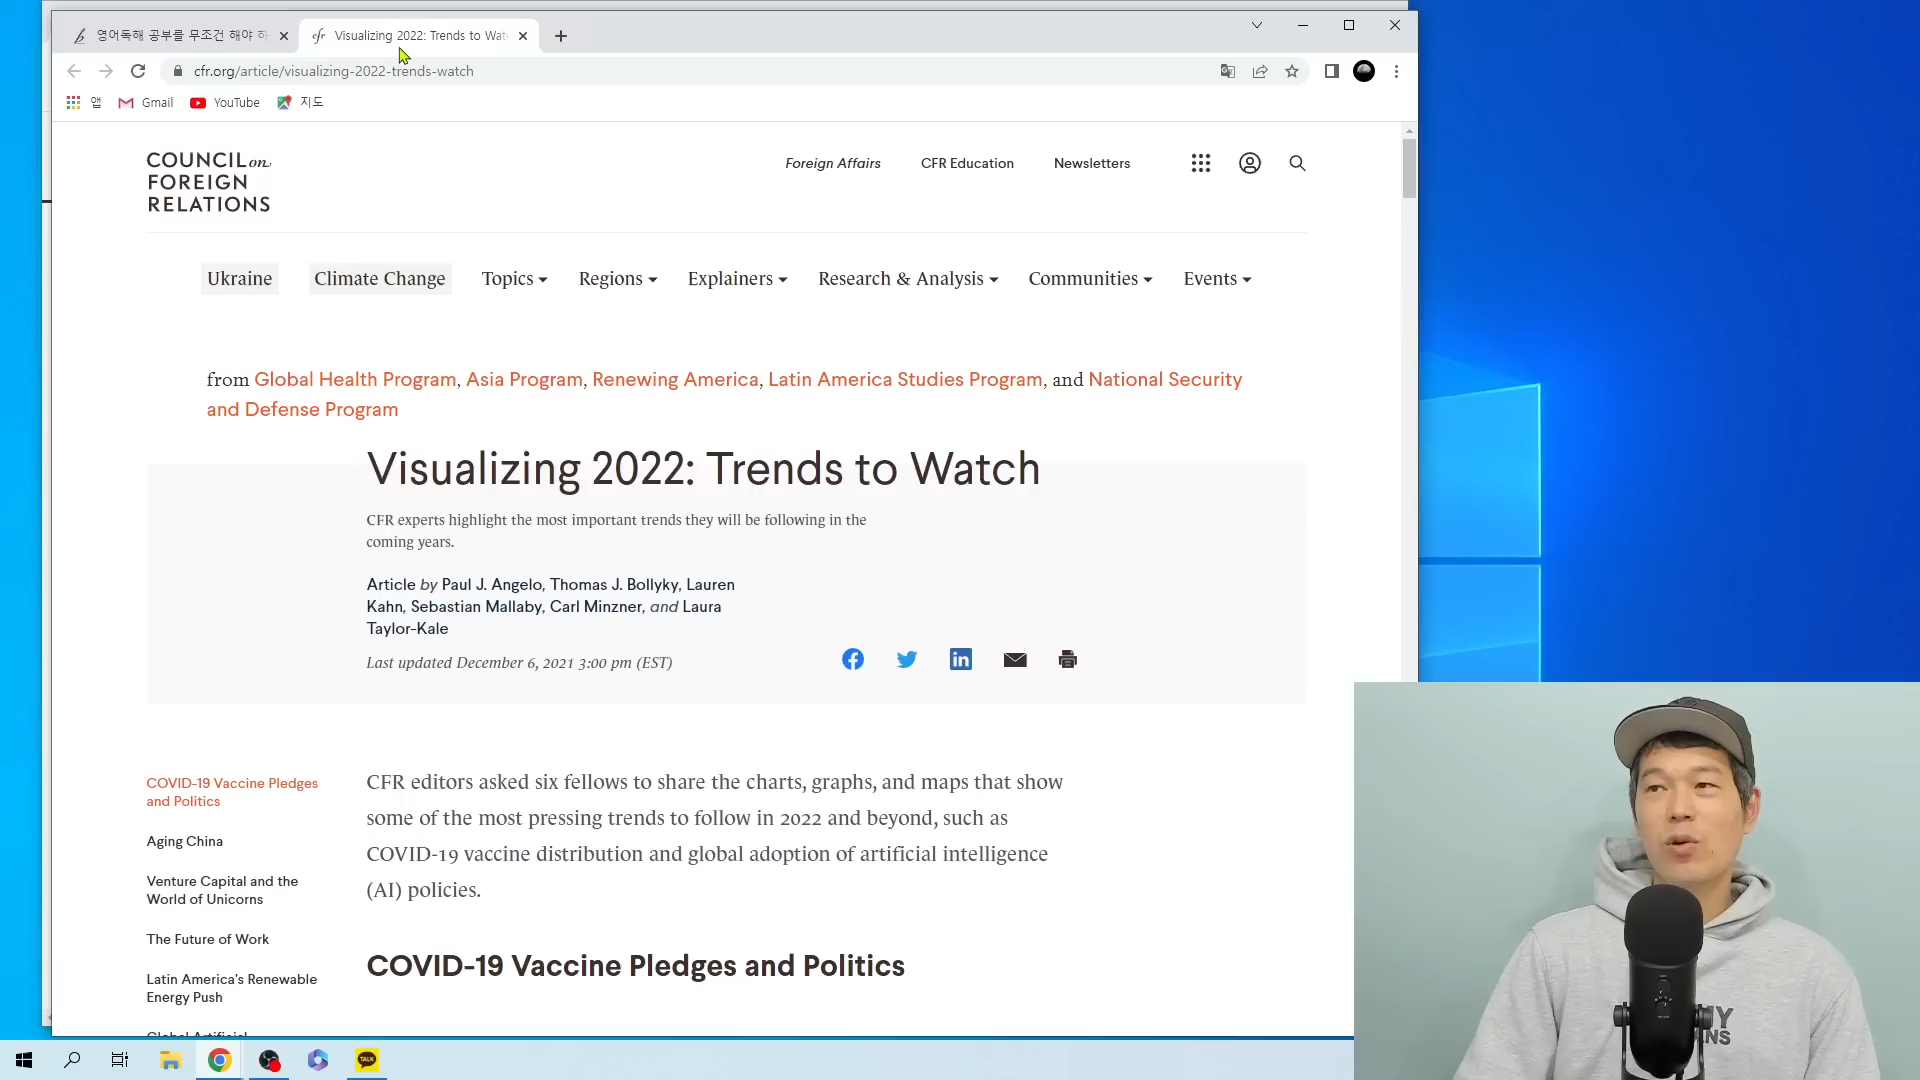 영어독해 공부를 무조건 해야 하
Visualizing 2022: Trends to Wat
cfr.org/article/visualizing-2022-trends-watch
앱
Gmail
YouTube
지도
COUNCIL on
FOREIGN
RELATIONS
Foreign Affairs
CFR Education
Newsletters
Ukraine
Climate Change
Topics
Regions
Explainers
Research & Analysis
Communities
Events
from Global Health Program, Asia Program, Renewing America, Latin America Studies Program, and National Security
and Defense Program
Visualizing 2022: Trends to Watch
CFR experts highlight the most important trends they will be following in the
coming years.
Article by Paul J. Angelo, Thomas J. Bollyky, Lauren
Kahn, Sebastian Mallaby, Carl Minzner, and Laura
Taylor-Kale
Last updated December 6, 2021 3:00 pm (EST)
COVID-19 Vaccine Pledges
and Politics
Aging China
Venture Capital and the
World of Unicorns
The Future of Work
Latin America's Renewable
Energy Push
Global Artificial
CFR editors asked six fellows to share the charts, graphs, and maps that show
some of the most pressing trends to follow in 2022 and beyond, such as
COVID-19 vaccine distribution and global adoption of artificial intelligence
(AI) policies.
COVID-19 Vaccine Pledges and Politics
TALK